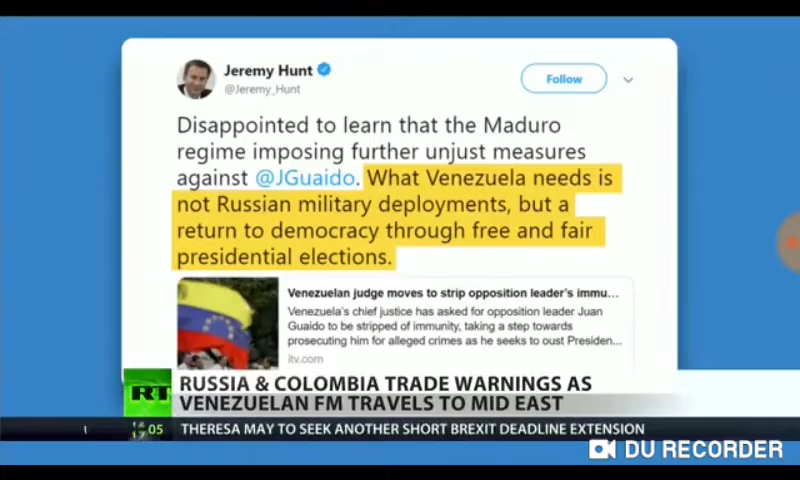 Jeremy Hunt
@Jeremy_Hunt
Follow
Disappointed to learn that the Maduro
regime imposing further unjust measures
against @JGuaido. What Venezuela needs is
not Russian military deployments, but a
return to democracy through free and fair
presidential elections.
Venezuelan judge moves to strip opposition leader's immu...
Venezuela's chief justice has asked for opposition leader Juan
Guaido to be stripped of immunity, taking a step towards
prosecuting him for alleged crimes as he seeks to oust Presiden...
itv.com
RT
RUSSIA & COLOMBIA TRADE WARNINGS AS
VENEZUELAN FM TRAVELS TO MID EAST
:05
THERESA MAY TO SEEK ANOTHER SHORT BREXIT DEADLINE EXTENSION
DU RECORDER